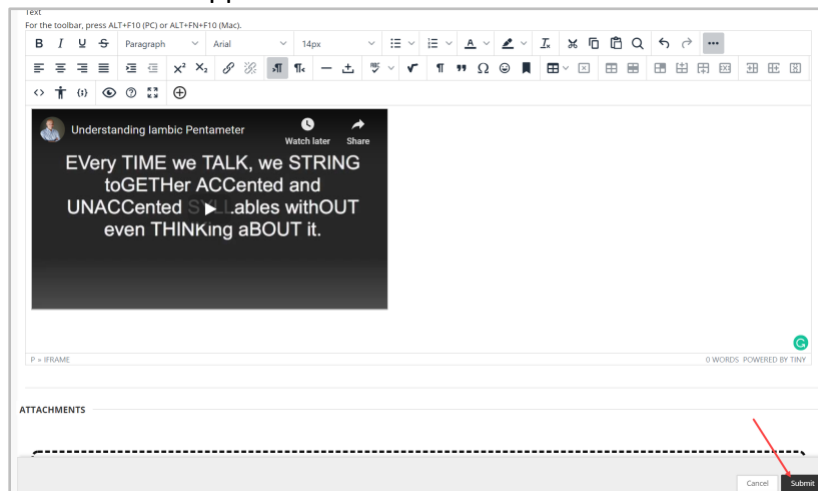 Text
For the toolbar, press ALT+F10 (PC) or ALT+FN+F10 (Mac).
B I U S Paragraph Arial 14px
Understanding Iambic Pentameter
Watch later Share
EVery TIME we TALK, we STRING
toGETHer ACCented and
UNACCented SYLL.ables withOUT
even THINKing aBOUT it.
P » IFRAME 0 WORDS POWERED BY TINY
ATTACHMENTS
Cancel Submit